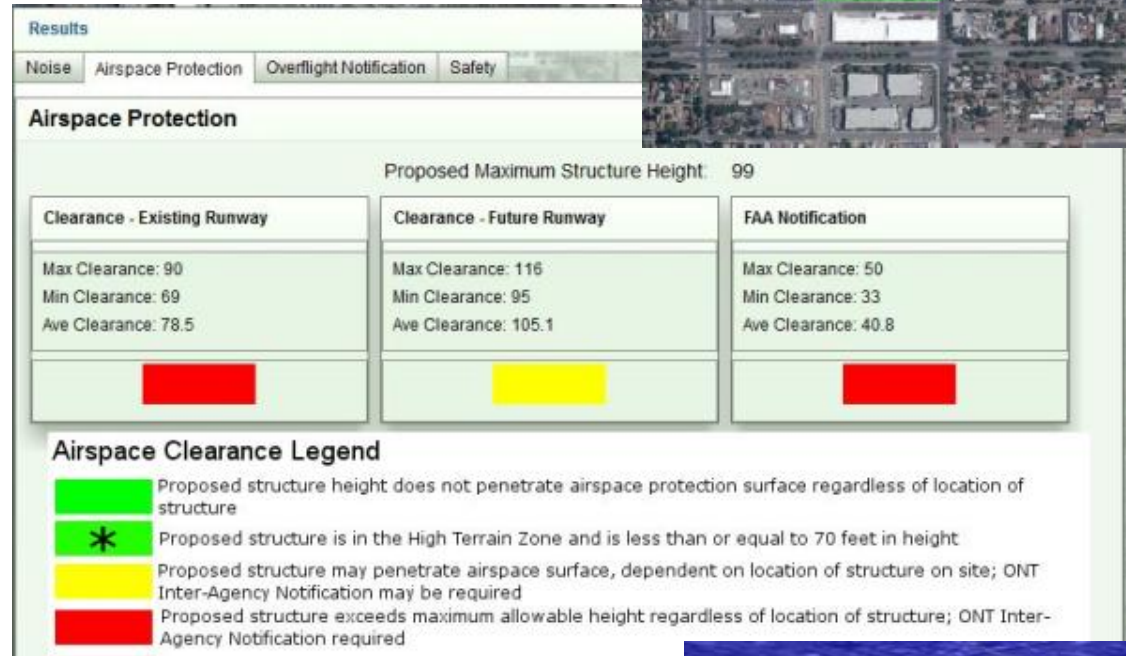 Results
Noise
Airspace Protection
Overflight Notification
Safety
Airspace Protection
Proposed Maximum Structure Height: 99
Clearance - Existing Runway
Max Clearance: 90
Min Clearance: 69
Ave Clearance: 78.5
Clearance - Future Runway
Max Clearance: 116
Min Clearance: 95
Ave Clearance: 105.1
FAA Notification
Max Clearance: 50
Min Clearance: 33
Ave Clearance: 40.8
Airspace Clearance Legend
Proposed structure height does not penetrate airspace protection surface regardless of location of
structure
* Proposed structure is in the High Terrain Zone and is less than or equal to 70 feet in height
Proposed structure may penetrate airspace surface, dependent on location of structure on site; ONT
Inter-Agency Notification may be required
Proposed structure exceeds maximum allowable height regardless of location of structure; ONT Inter-
Agency Notification required